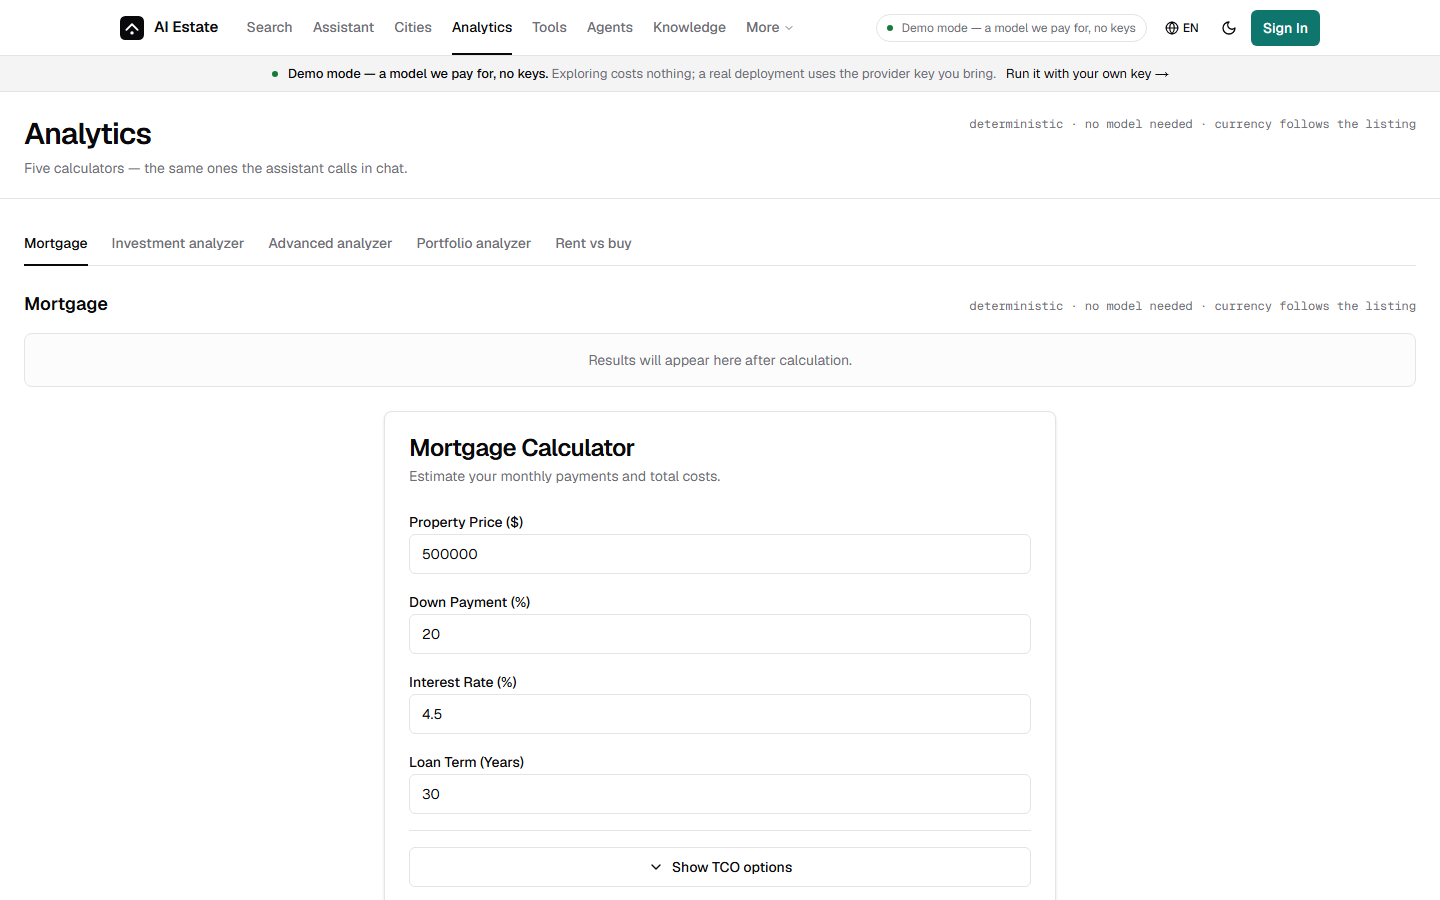 AI Estate Search Assistant Cities Analytics Tools Agents Knowledge More Demo mode — a model we pay for, no keys EN Sign In
Demo mode — a model we pay for, no keys. Exploring costs nothing; a real deployment uses the provider key you bring. Run it with your own key →
Analytics
deterministic · no model needed · currency follows the listing
Five calculators — the same ones the assistant calls in chat.
Mortgage Investment analyzer Advanced analyzer Portfolio analyzer Rent vs buy
Mortgage
deterministic · no model needed · currency follows the listing
Results will appear here after calculation.
Mortgage Calculator
Estimate your monthly payments and total costs.
Property Price ($)
500000
Down Payment (%)
20
Interest Rate (%)
4.5
Loan Term (Years)
30
Show TCO options